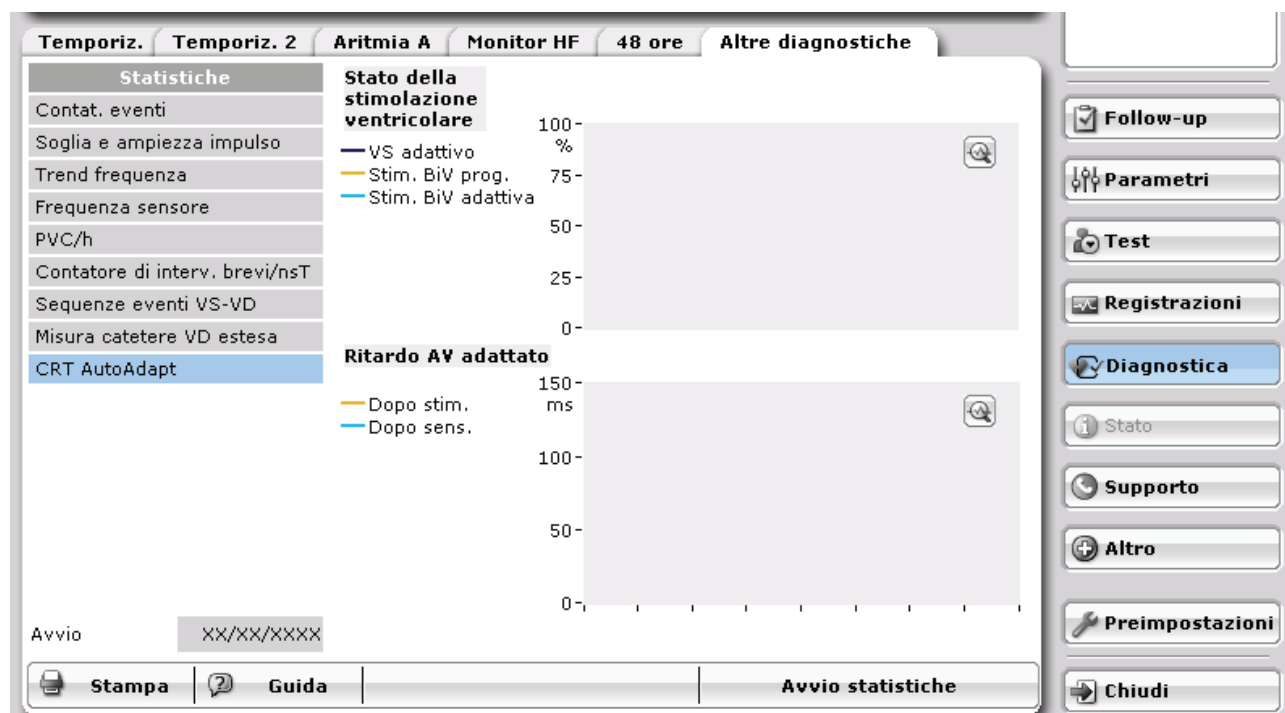 Temporiz. Temporiz. 2 Aritmia A Monitor HF 48 ore Altre diagnostiche
Statistiche
Contat. eventi
Soglia e ampiezza impulso
Trend frequenza
Frequenza sensore
PVC/h
Contatore di interv. brevi/nsT
Sequenze eventi VS-VD
Misura catetere VD estesa
CRT AutoAdapt
Avvio XX/XX/XXXX
Stato della
stimolazione
ventricolare
VS adattivo
Stim. BiV prog.
Stim. BiV adattiva
100
%
75
50
25
0
Ritardo AV adattato
Dopo stim.
Dopo sens.
150
ms
100
50
0
Stampa Guida Avvio statistiche
Follow-up
Parametri
Test
Registrazioni
Diagnostica
Stato
Supporto
Altro
Preimpostazioni
Chiudi